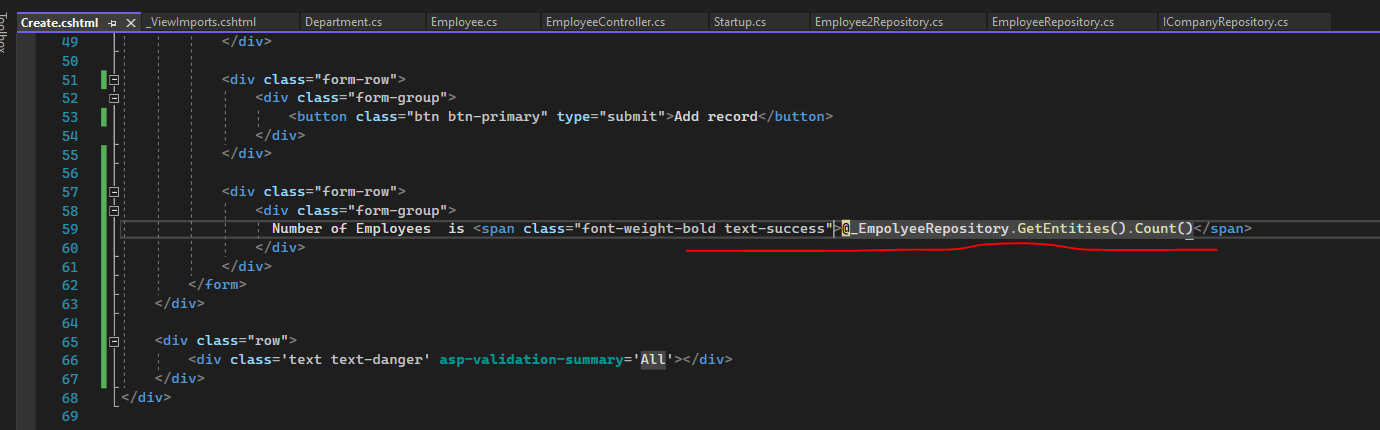 Toolbox
Create.cshtml
_ViewImports.cshtml
Department.cs
Employee.cs
EmployeeController.cs
Startup.cs
Employee2Repository.cs
EmployeeRepository.cs
ICompanyRepository.cs
49 </div>
50
51 <div class="form-row">
52 <div class="form-group">
53 <button class="btn btn-primary" type="submit">Add record</button>
54 </div>
55 </div>
56
57 <div class="form-row">
58 <div class="form-group">
59 Number of Employees  is <span class="font-weight-bold text-success">@_EmpolyeeRepository.GetEntities().Count()</span>
60 </div>
61 </div>
62 </form>
63 </div>
64
65 <div class="row">
66 <div class='text text-danger' asp-validation-summary='All'></div>
67 </div>
68 </div>
69